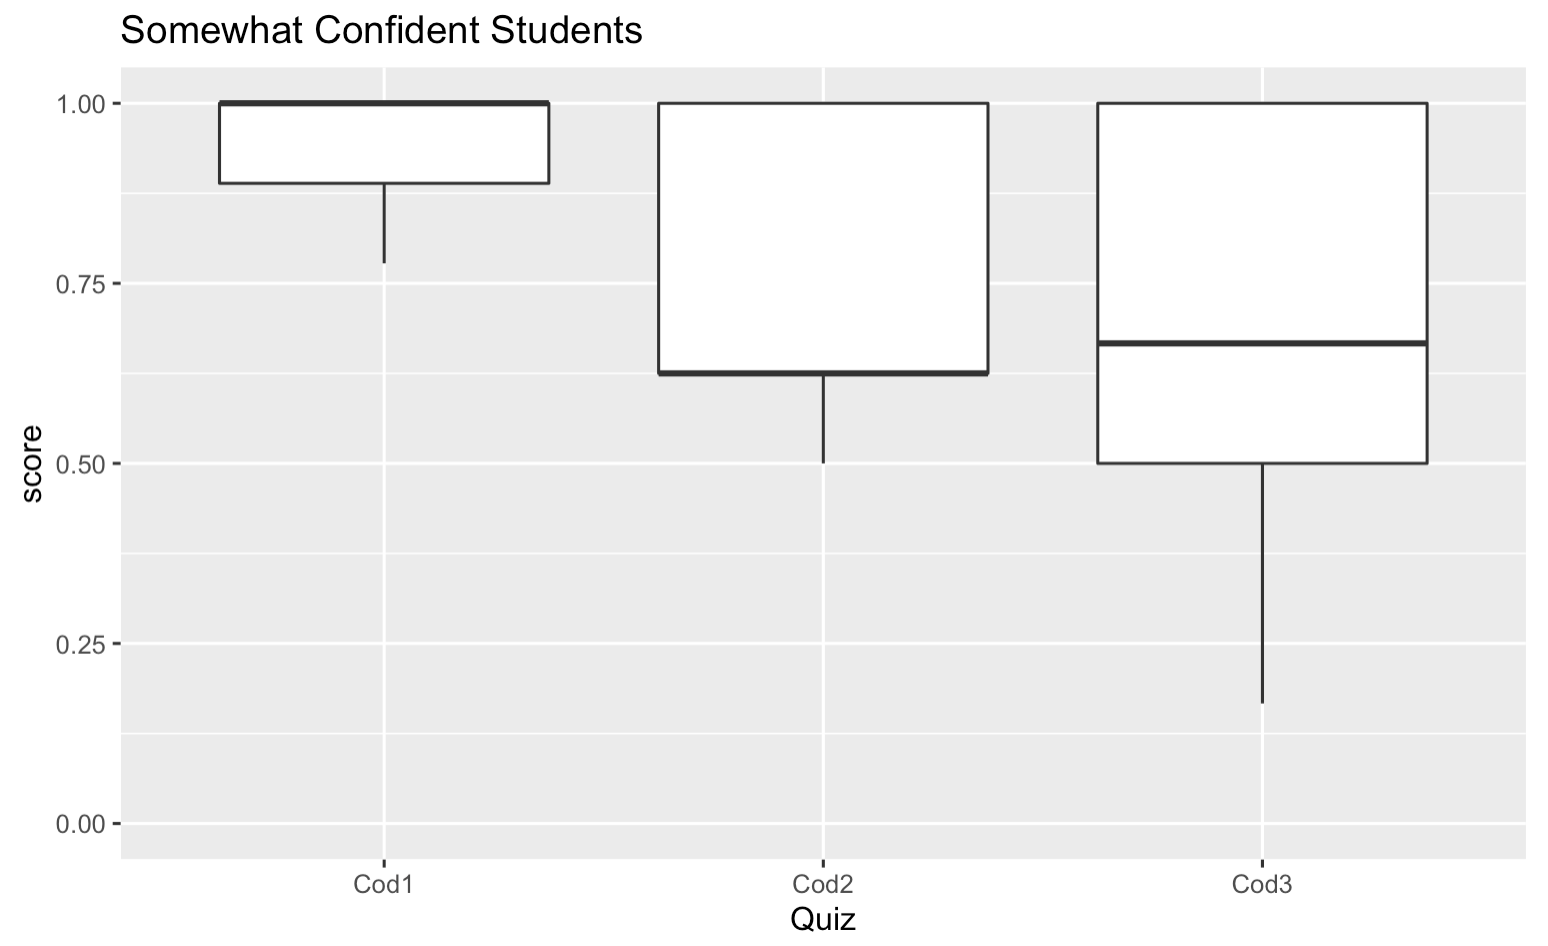 Somewhat Confident Students
1.00
0.75
0.50
0.25
0.00
score
Cod1 Cod2 Cod3
Quiz